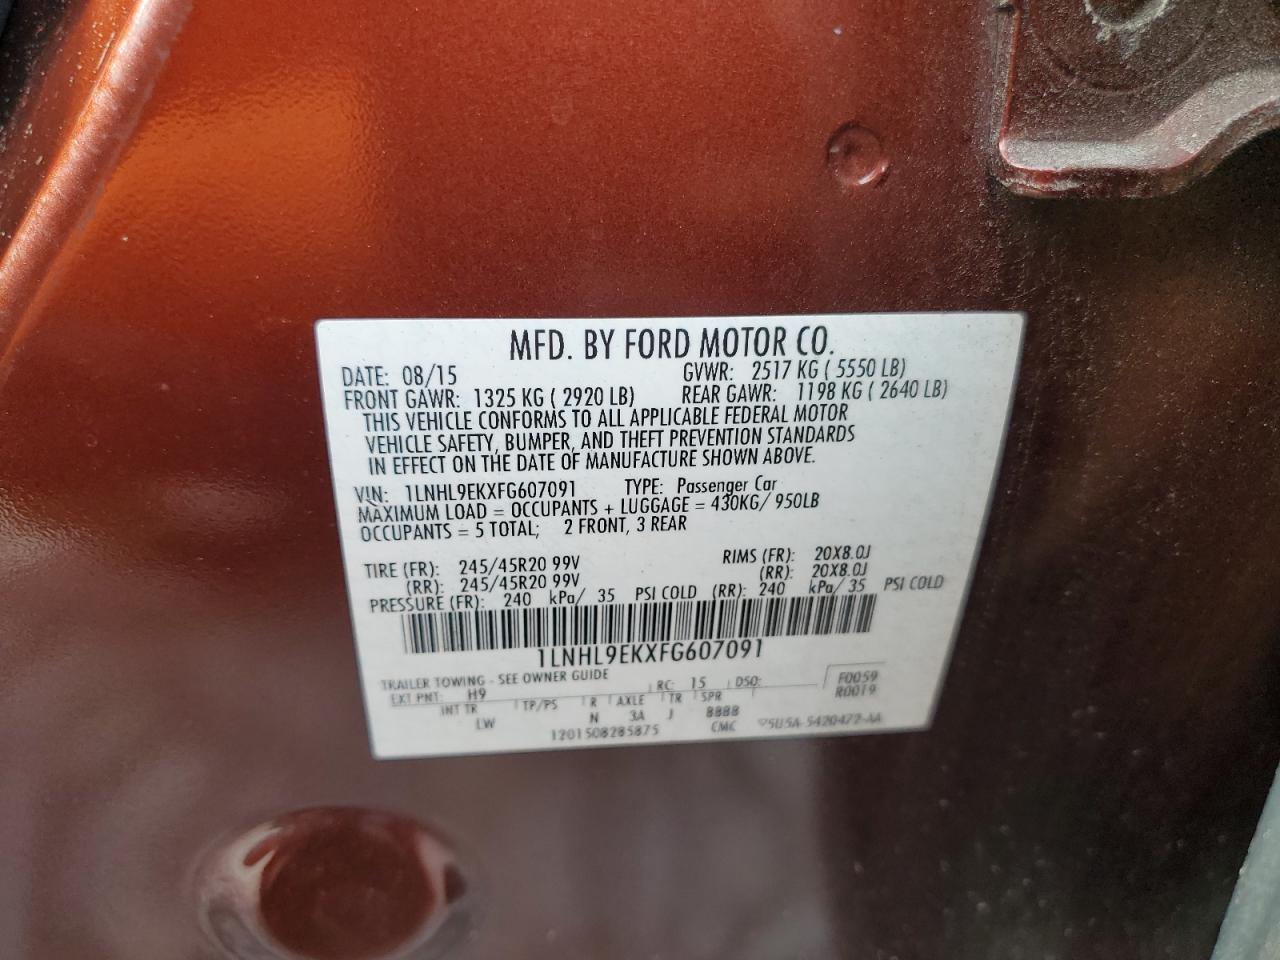 MFD. BY FORD MOTOR CO.
DATE: 08/15 GVWR: 2517 KG ( 5550 LB)
FRONT GAWR: 1325 KG ( 2920 LB) REAR GAWR: 1198 KG ( 2640 LB)
THIS VEHICLE CONFORMS TO ALL APPLICABLE FEDERAL MOTOR
VEHICLE SAFETY, BUMPER, AND THEFT PREVENTION STANDARDS
IN EFFECT ON THE DATE OF MANUFACTURE SHOWN ABOVE.
VIN: 1LNHL9EKXFG607091 TYPE: Passenger Car
MAXIMUM LOAD = OCCUPANTS + LUGGAGE = 430KG/ 950LB
OCCUPANTS = 5 TOTAL; 2 FRONT, 3 REAR
TIRE (FR): 245/45R20 99V RIMS (FR): 20X8.0J
(RR): 245/45R20 99V (RR): 20X8.0J
PRESSURE (FR): 240 kPa/ 35 PSI COLD (RR): 240 kPa/ 35 PSI COLD
1LNHL9EKXFG607091
TRAILER TOWING - SEE OWNER GUIDE
EXT PNT: H9 RC: 15 DSO: F0059
R0019
INT TR TP/PS R AXLE TR SPR
LW N 3A J 8888
1201508285875 CMC 5U5A-5420472-AA